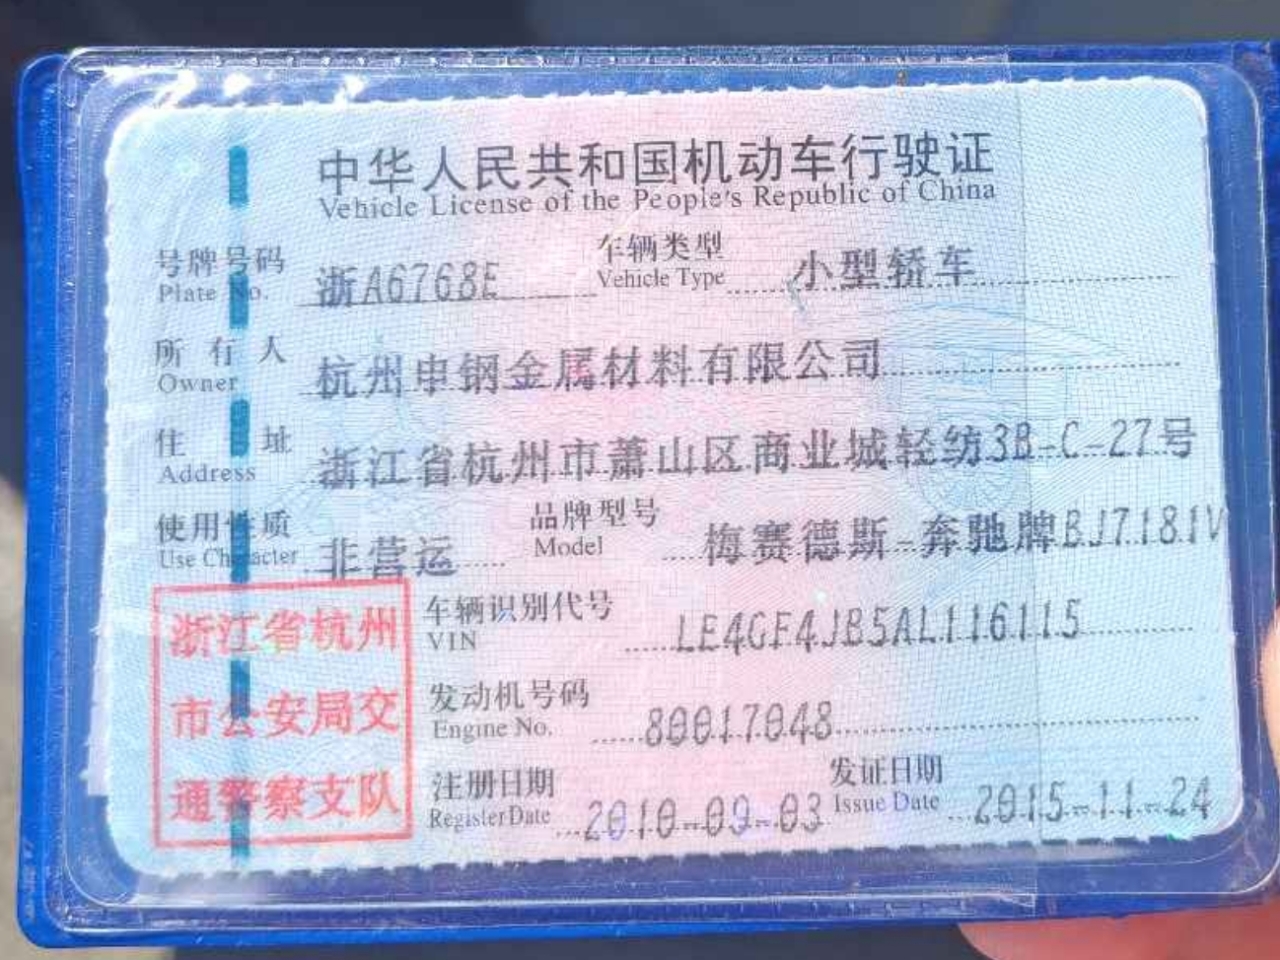 中华人民共和国机动车行驶证
Vehicle License of the People's Republic of China
号牌号码 浙A6768E 车辆类型 小型轿车
Plate No. Vehicle Type
所有人 杭州申钢金属材料有限公司
Owner
住址 浙江省杭州市萧山区商业城轻纺3B-C-27号
Address
使用性质 非营运 品牌型号 梅赛德斯-奔驰牌BJ7181V
Use Character Model
浙江省杭州
市公安局交
通警察支队
车辆识别代号 LE4GF4JB5AL116115
VIN
发动机号码 80017048
Engine No.
注册日期 2010-09-03 发证日期 2015-11-24
Register Date Issue Date